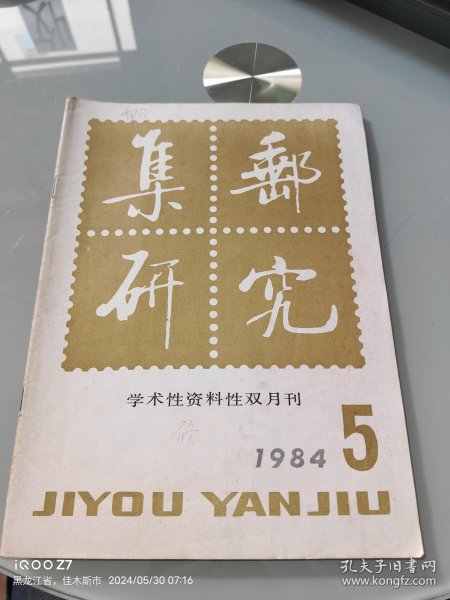 集郵
研究
学术性资料性双月刊
1984 5
JIYOU YANJIU
iQOO Z7
黑龙江省，佳木斯市 2024/05/30 07:16
孔夫子旧书网
www.kongfz.com